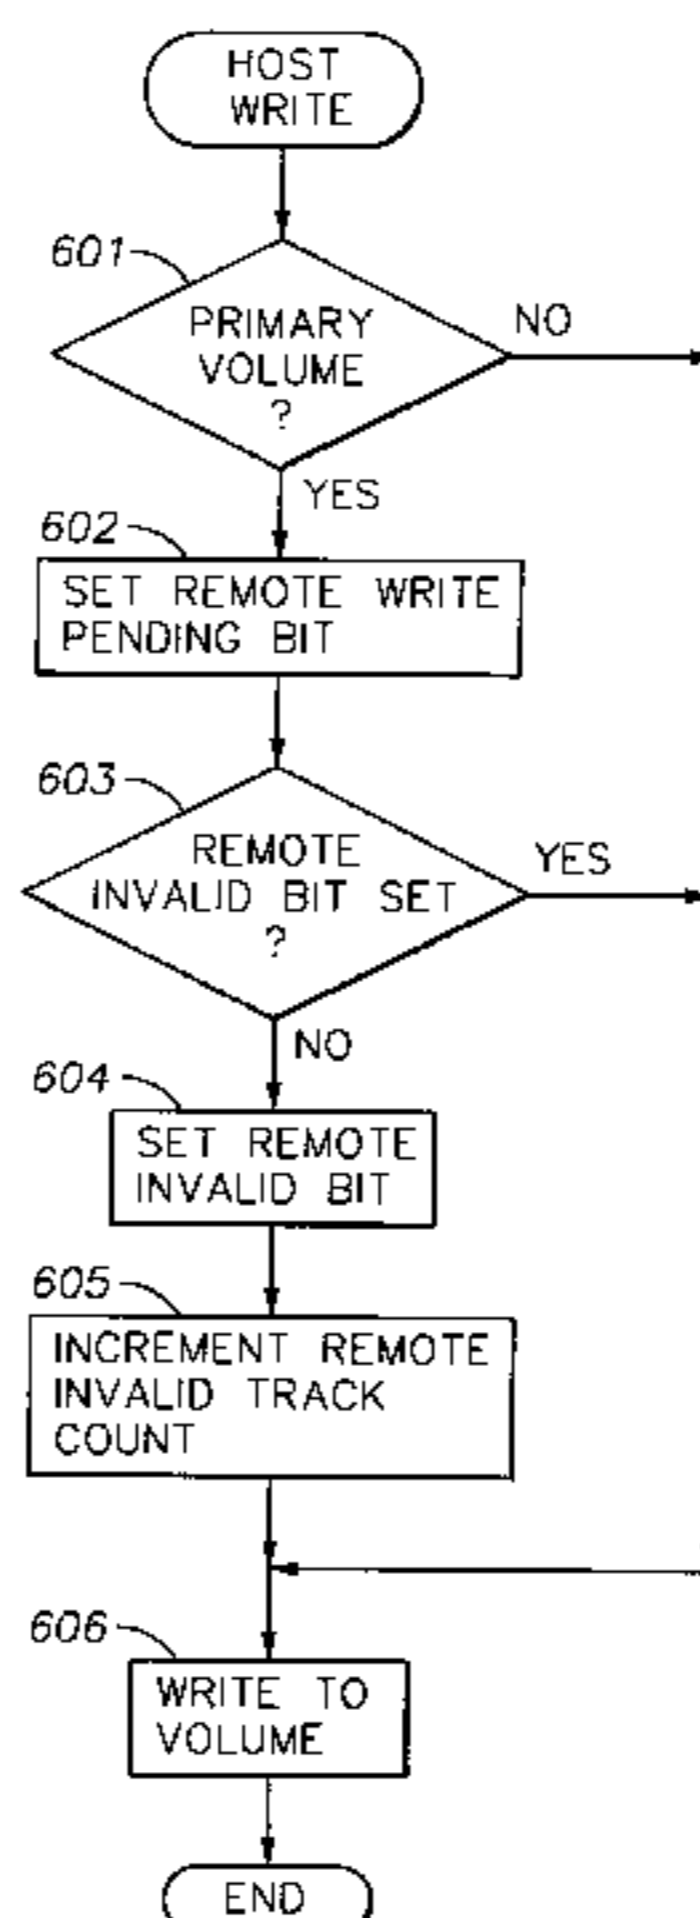 HOST
WRITE
601
PRIMARY
VOLUME
?
NO
YES
602
SET REMOTE WRITE
PENDING BIT
603
REMOTE
INVALID BIT SET
?
YES
NO
604
SET REMOTE
INVALID BIT
605
INCREMENT REMOTE
INVALID TRACK
COUNT
606
WRITE TO
VOLUME
END